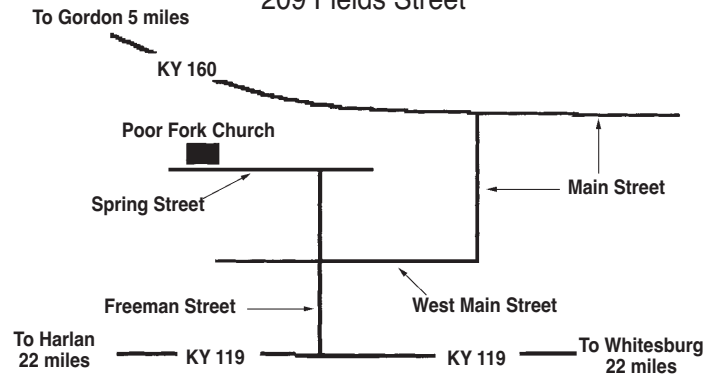 209 Fields Street
To Gordon 5 miles
KY 160
Poor Fork Church
Main Street
Spring Street
Freeman Street
West Main Street
To Harlan
22 miles
KY 119
KY 119
To Whitesburg
22 miles